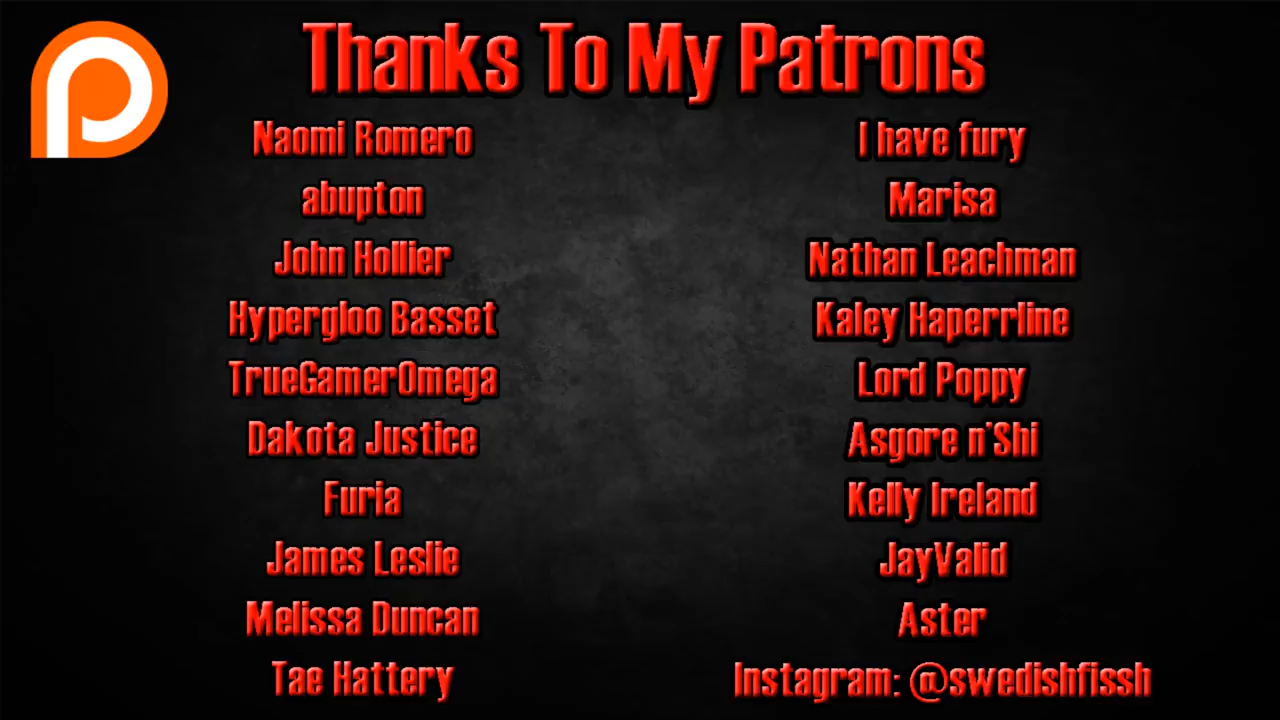 Thanks To My Patrons
Naomi Romero
abupton
John Hollier
Hypergloo Basset
TrueGamerOmega
Dakota Justice
Furia
James Leslie
Melissa Duncan
Tae Hattery
I have fury
Marisa
Nathan Leachman
Kaley Haperrline
Lord Poppy
Asgore n'Shi
Kelly Ireland
JayValid
Aster
Instagram: @swedishfissh